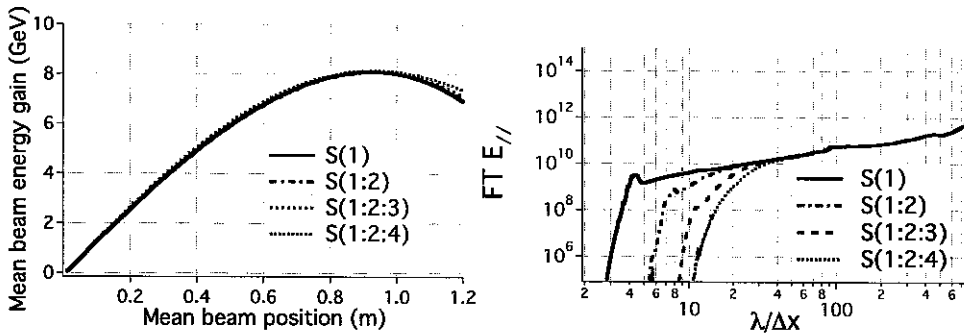 Mean beam energy gain (GeV)
10
8
6
4
2
0
0.2 0.4 0.6 0.8 1.0 1.2
Mean beam position (m)
S(1)
S(1:2)
S(1:2:3)
S(1:2:4)
FT E//
10^14
10^12
10^10
10^8
10^6
2 4 6 8 10 2 4 6 8 100 2 4 6 8
λ/Δx
S(1)
S(1:2)
S(1:2:3)
S(1:2:4)